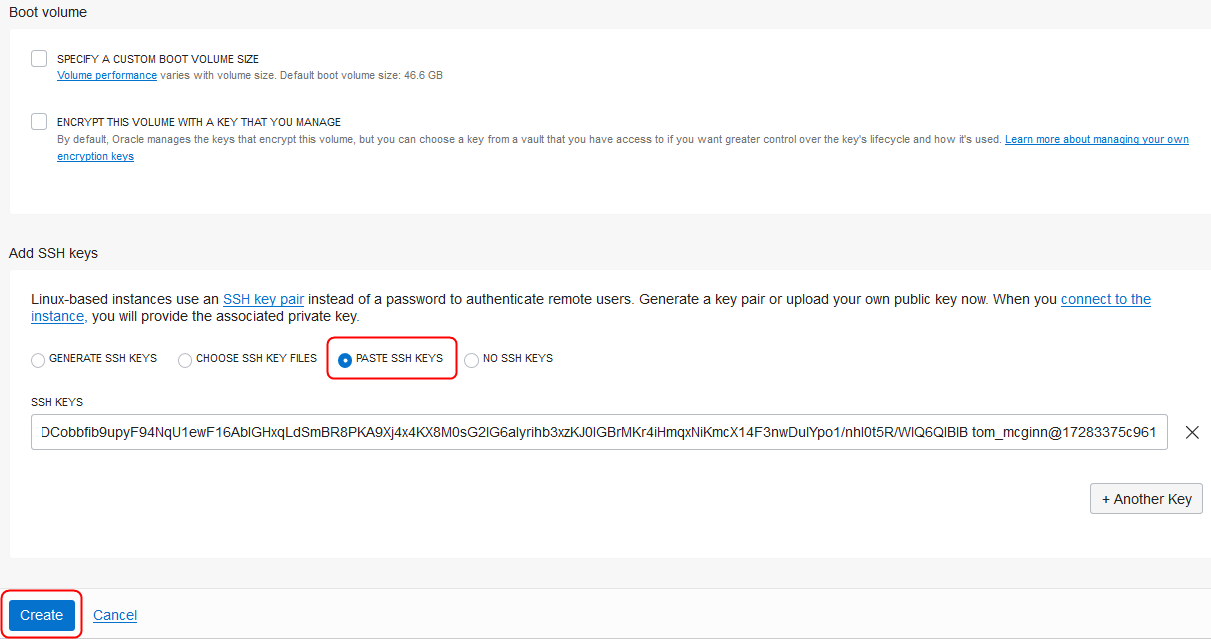 Boot volume
SPECIFY A CUSTOM BOOT VOLUME SIZE
Volume performance varies with volume size. Default boot volume size: 46.6 GB
ENCRYPT THIS VOLUME WITH A KEY THAT YOU MANAGE
By default, Oracle manages the keys that encrypt this volume, but you can choose a key from a vault that you have access to if you want greater control over the key's lifecycle and how it's used. Learn more about managing your own
encryption keys
Add SSH keys
Linux-based instances use an SSH key pair instead of a password to authenticate remote users. Generate a key pair or upload your own public key now. When you connect to the
instance, you will provide the associated private key.
GENERATE SSH KEYS CHOOSE SSH KEY FILES PASTE SSH KEYS NO SSH KEYS
SSH KEYS
DCobbfib9upyF94NqU1ewF16AblGHxqLdSmBR8PKA9Xj4x4KX8M0sG2lG6alyrihb3xzKJ0lGBrMKr4iHmqxNiKmcX14F3nwDulYpo1/nhl0t5R/WlQ6QlBlB tom_mcginn@17283375c961
+ Another Key
Create Cancel